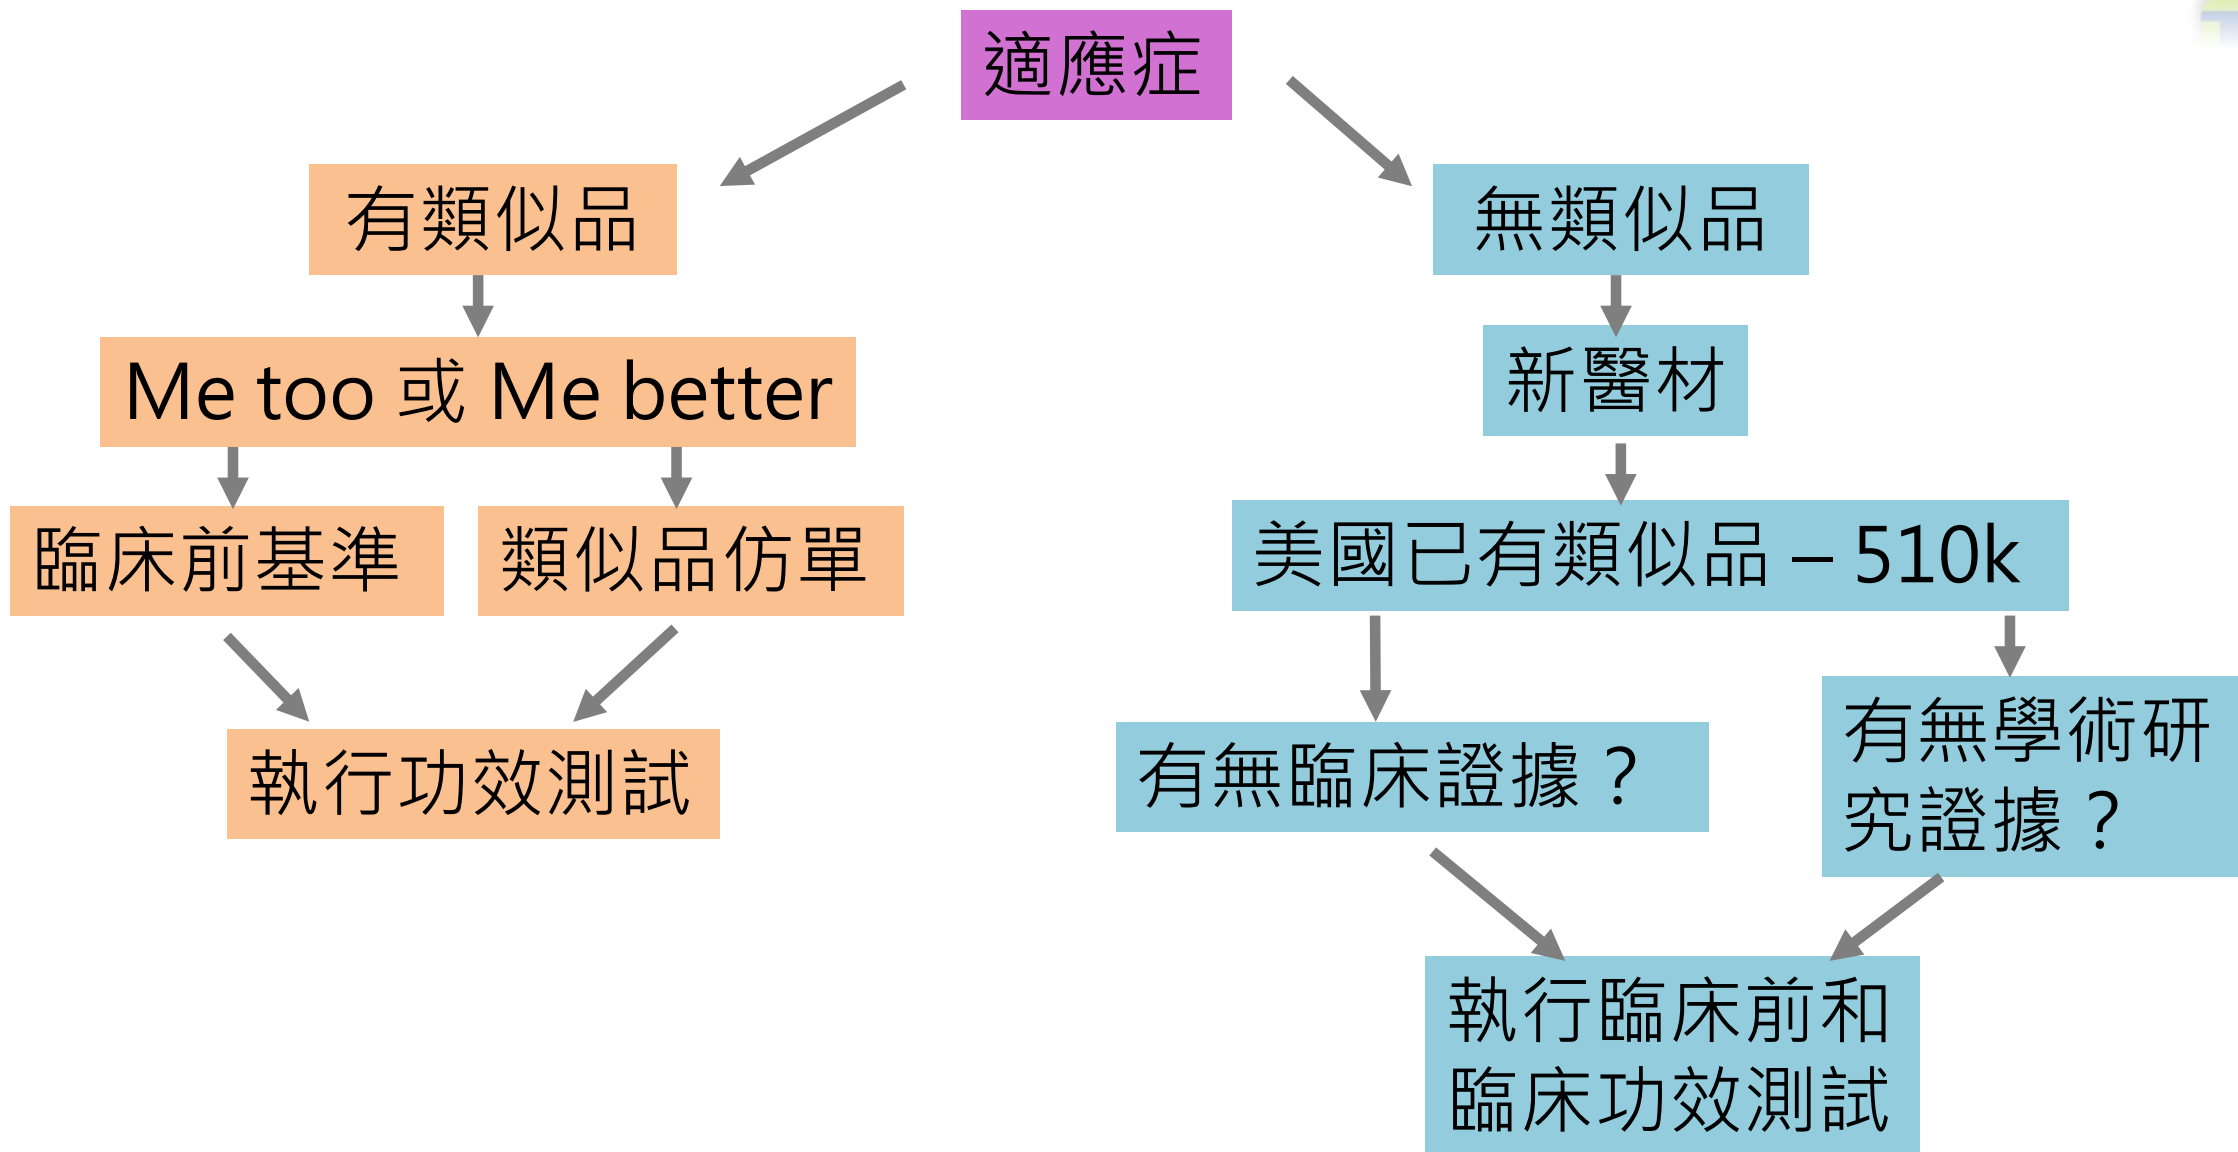 適應症
有類似品
無類似品
Me too 或 Me better
新醫材
臨床前基準
類似品仿單
美國已有類似品 – 510k
執行功效測試
有無臨床證據？
有無學術研
究證據？
執行臨床前和
臨床功效測試